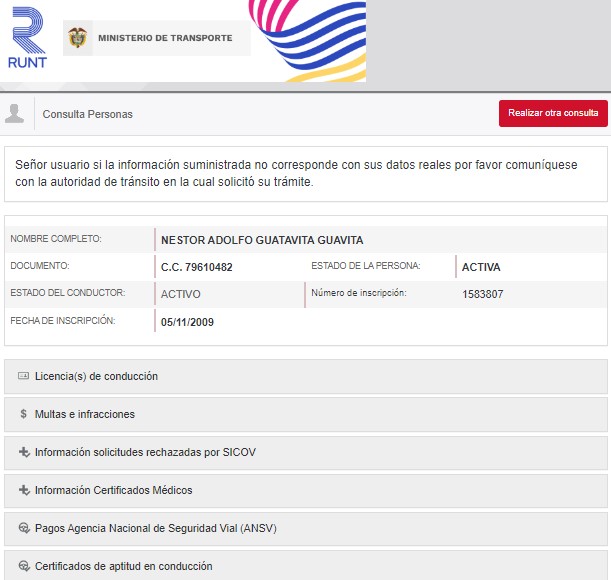 RUNT
MINISTERIO DE TRANSPORTE
Consulta Personas
Realizar otra consulta
Señor usuario si la información suministrada no corresponde con sus datos reales por favor comuníquese
con la autoridad de tránsito en la cual solicitó su trámite.
NOMBRE COMPLETO: NESTOR ADOLFO GUATAVITA GUAVITA
DOCUMENTO: C.C. 79610482 ESTADO DE LA PERSONA: ACTIVA
ESTADO DEL CONDUCTOR: ACTIVO Número de inscripción: 1583807
FECHA DE INSCRIPCIÓN: 05/11/2009
Licencia(s) de conducción
$ Multas e infracciones
Información solicitudes rechazadas por SICOV
Información Certificados Médicos
Pagos Agencia Nacional de Seguridad Vial (ANSV)
Certificados de aptitud en conducción